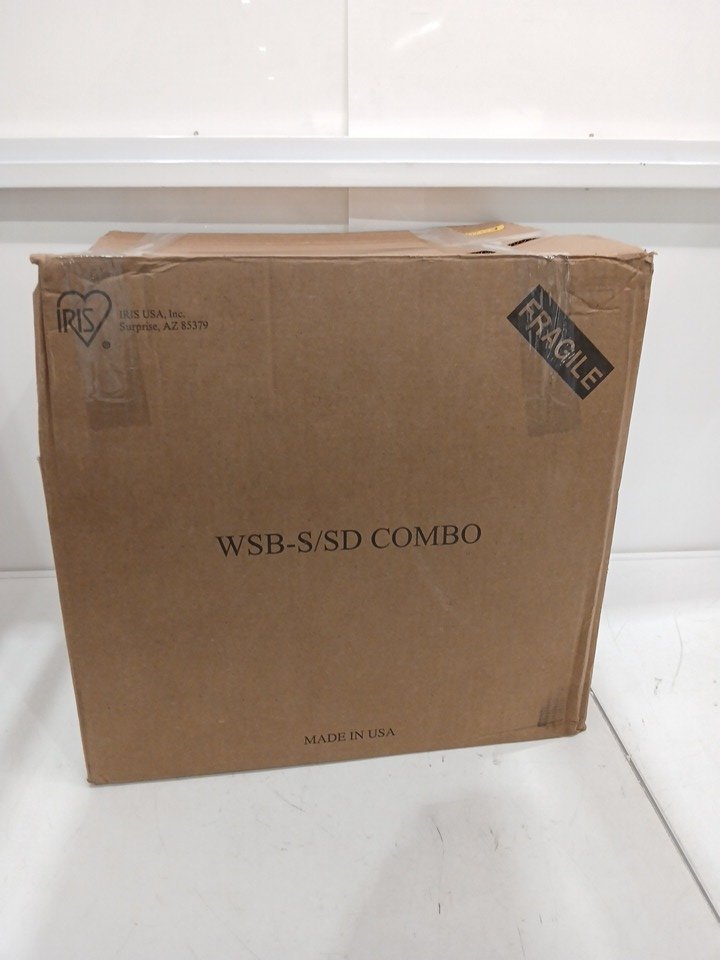 IRIS
®
IRIS USA, Inc.
Surprise, AZ 85379
FRAGILE
WSB-S/SD COMBO
MADE IN USA